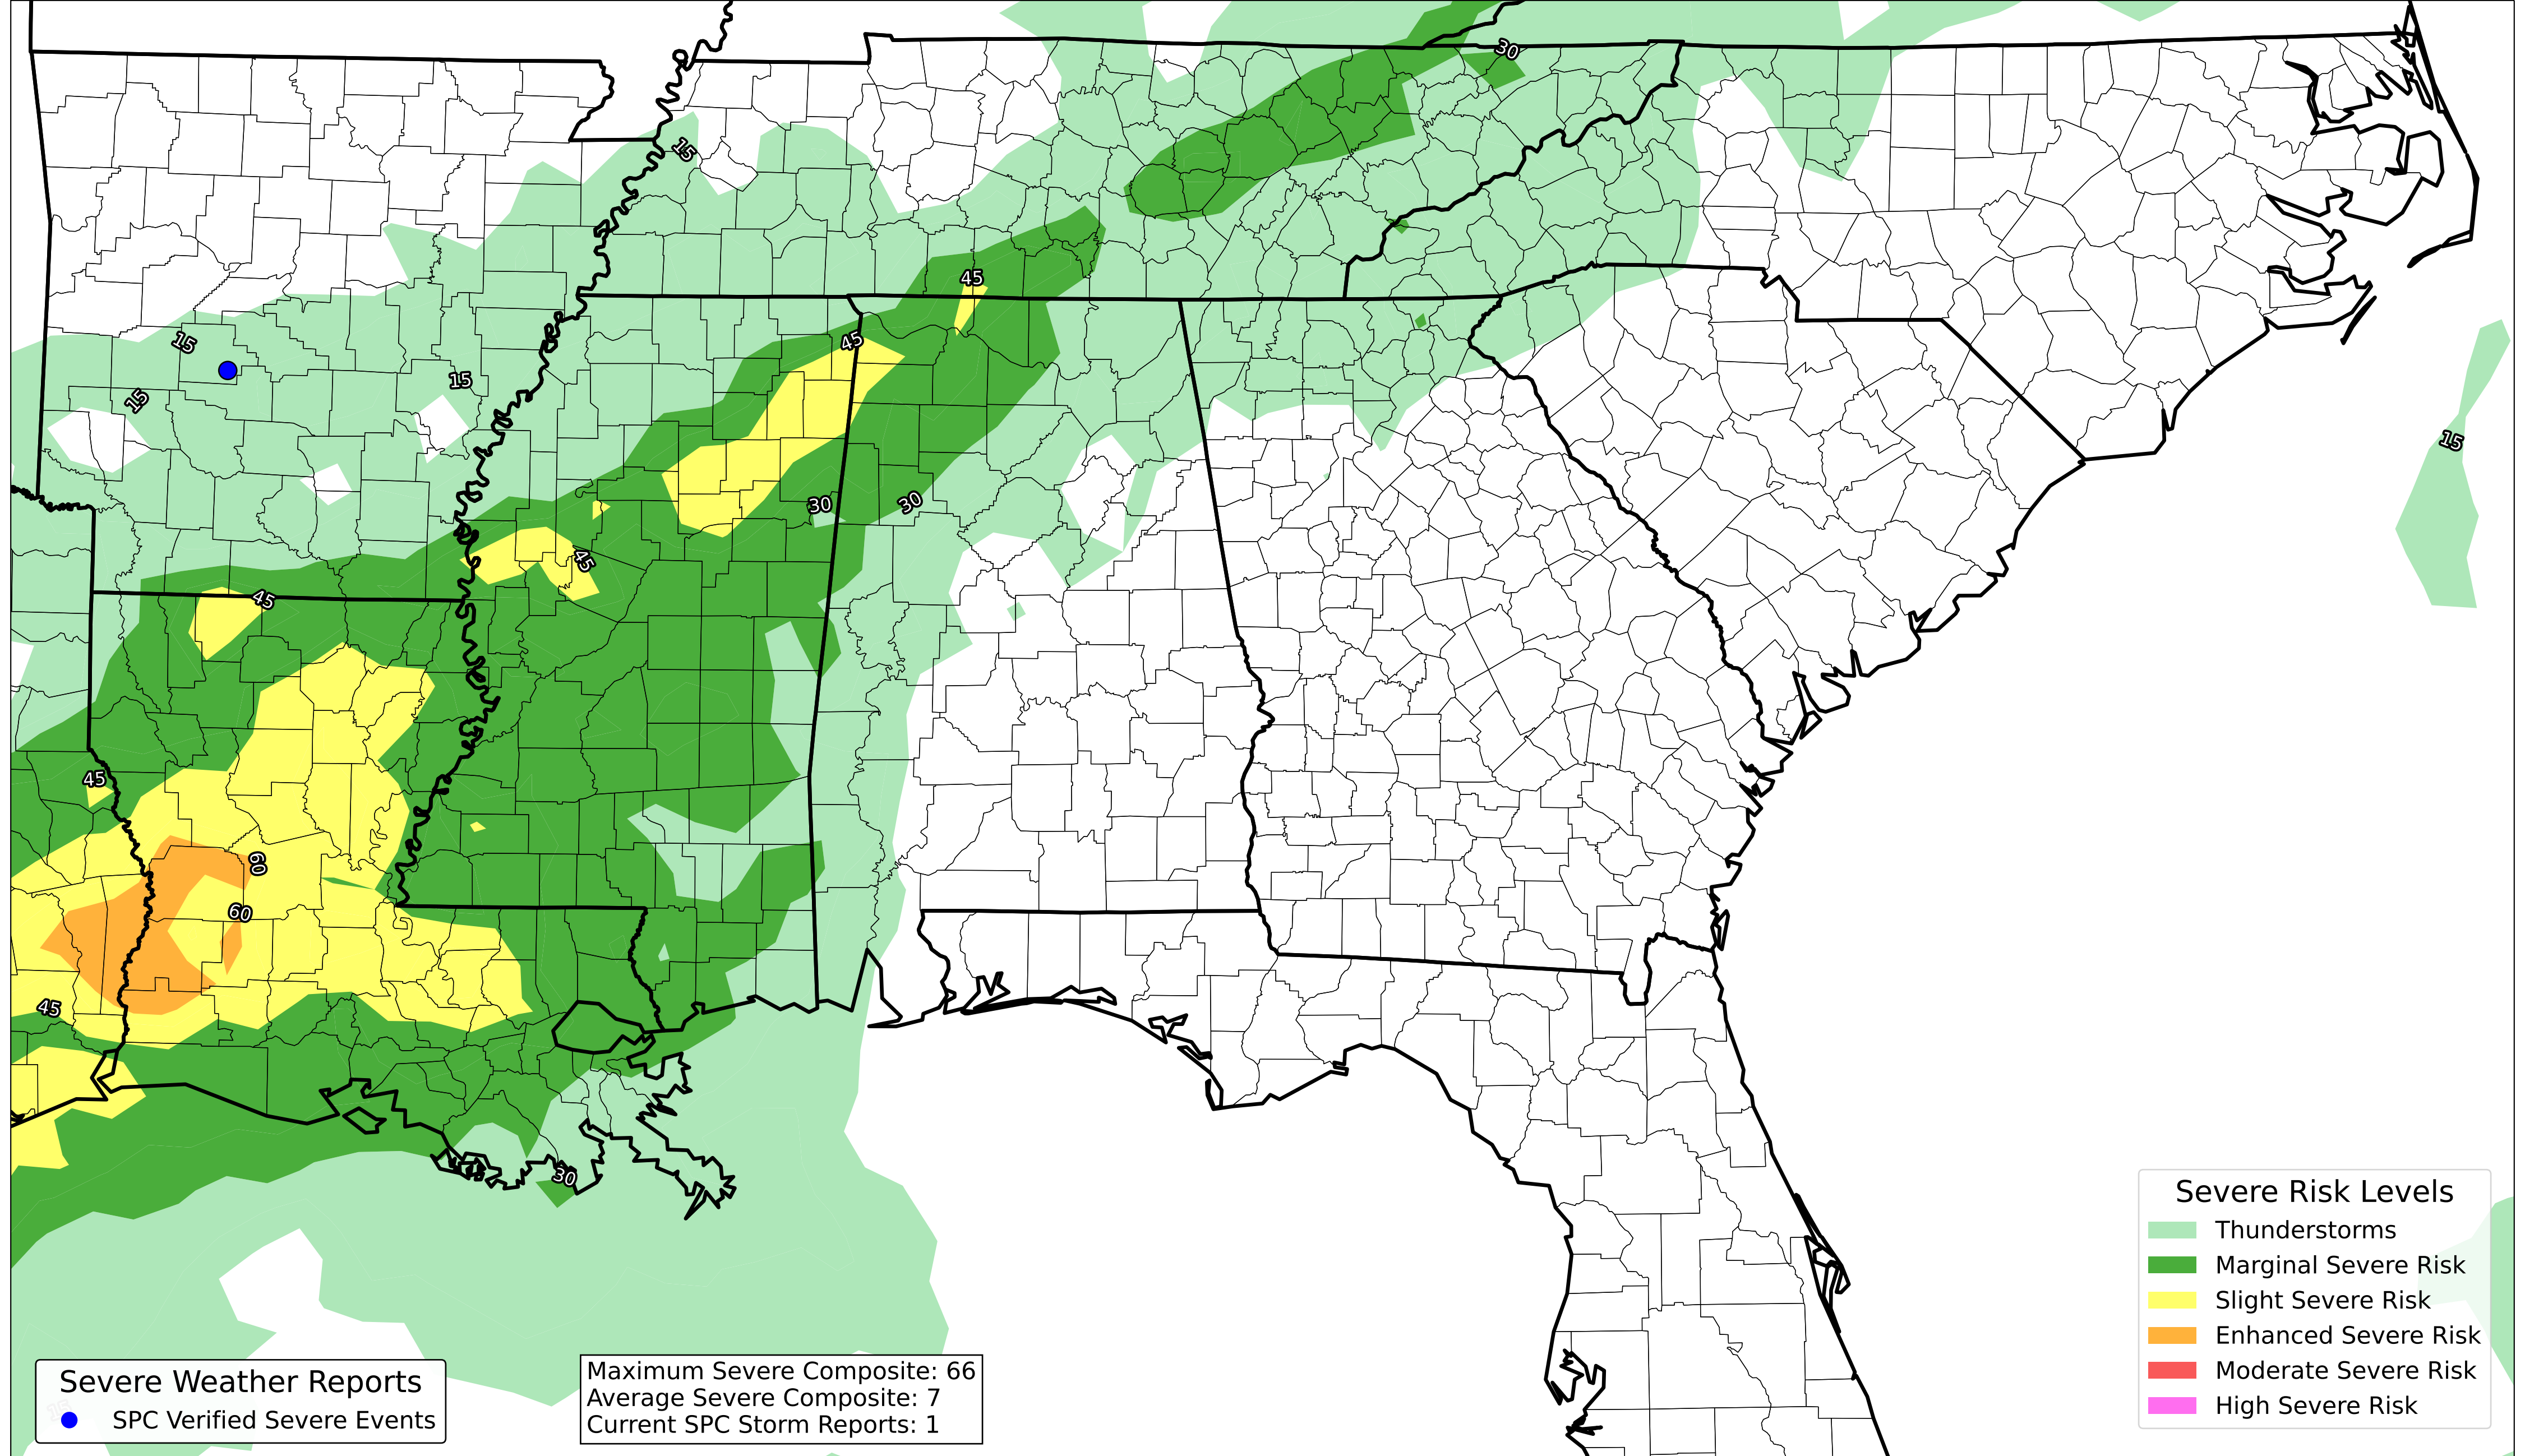 30
15
45
15
45
15
15
15
30
30
45
45
45
60
60
45
30
Severe Risk Levels
Thunderstorms
Marginal Severe Risk
Slight Severe Risk
Enhanced Severe Risk
Moderate Severe Risk
High Severe Risk
Maximum Severe Composite: 66
Average Severe Composite: 7
Current SPC Storm Reports: 1
Severe Weather Reports
SPC Verified Severe Events
15